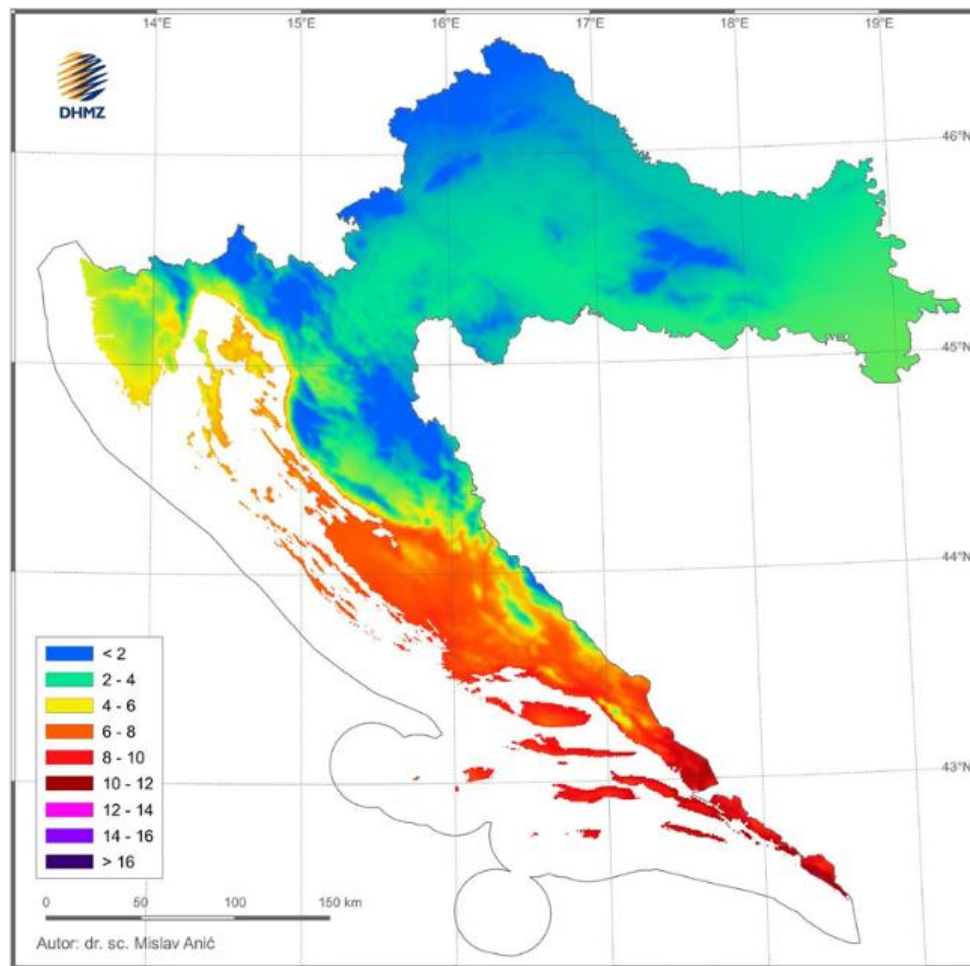 14°E 15°E 16°E 17°E 18°E 19°E
DHMZ
46°N
45°N
44°N
43°N
< 2
2 - 4
4 - 6
6 - 8
8 - 10
10 - 12
12 - 14
14 - 16
> 16
0 50 100 150 km
Autor: dr. sc. Mislav Anić